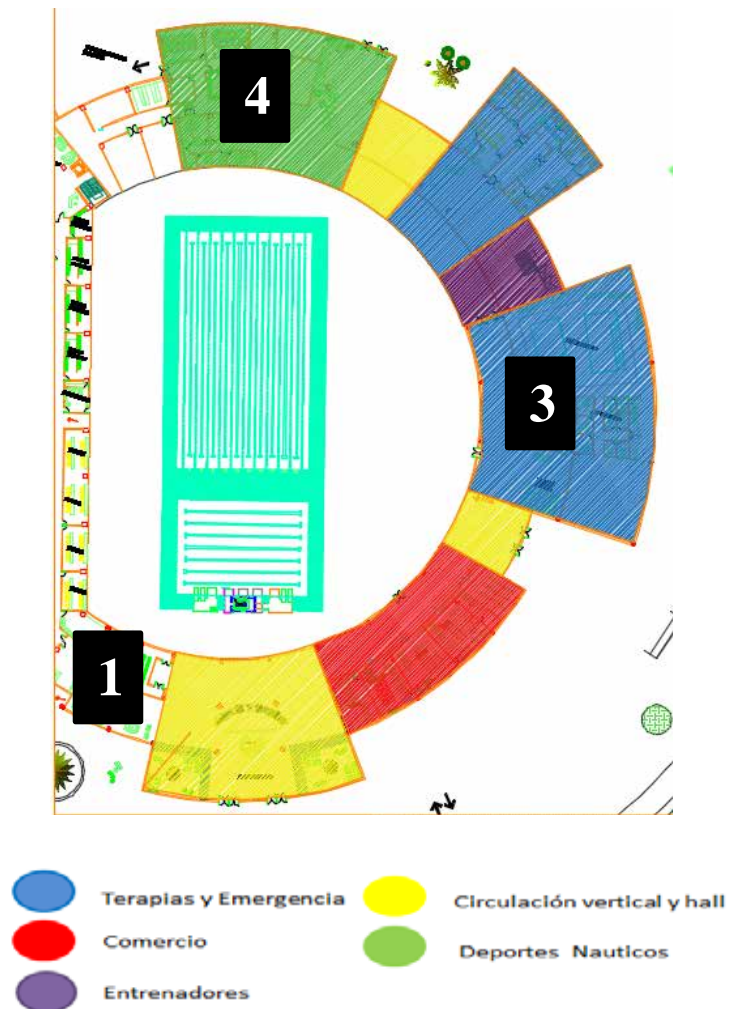 4
3
1
Terapias y Emergencia
Circulación vertical y hall
Comercio
Deportes Nauticos
Entrenadores